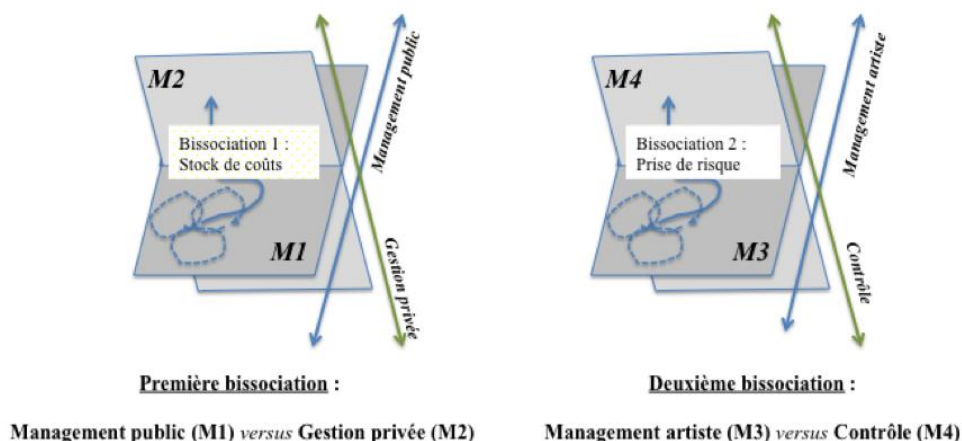 M2
Management public
Bissociation 1 :
Stock de coûts
M1
Gestion privée
M4
Management artiste
Bissociation 2 :
Prise de risque
M3
Contrôle
Première bissociation :
Deuxième bissociation :
Management public (M1) versus Gestion privée (M2)
Management artiste (M3) versus Contrôle (M4)